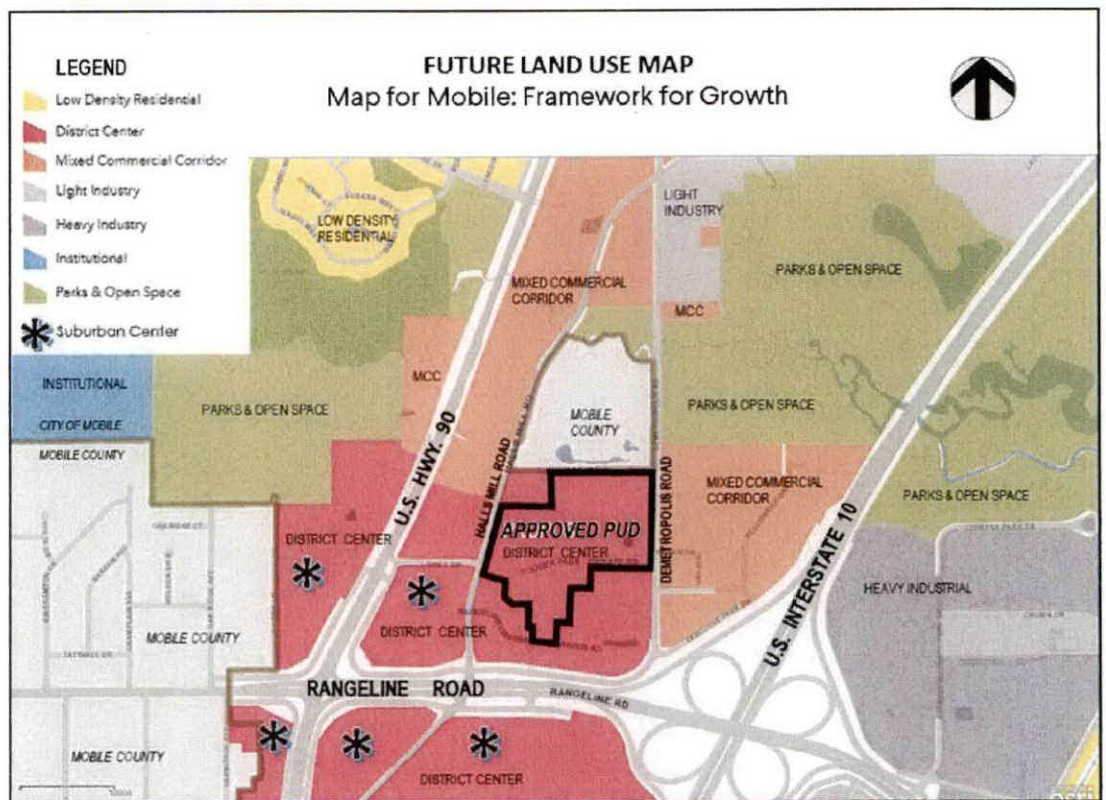 FUTURE LAND USE MAP
Map for Mobile: Framework for Growth
LEGEND
Low Density Residential
District Center
Mixed Commercial Corridor
Light Industry
Heavy Industry
Institutional
Parks & Open Space
Suburban Center
LOW DENSITY
RESIDENTIAL
LIGHT
INDUSTRY
PARKS & OPEN SPACE
MIXED COMMERCIAL
CORRIDOR
MCC
INSTITUTIONAL
CITY OF MOBILE
MOBILE COUNTY
PARKS & OPEN SPACE
MCC
U.S. HWY. 90
HALLS MILL ROAD
MOBILE
COUNTY
PARKS & OPEN SPACE
DEMETROPOLIS ROAD
MIXED COMMERCIAL
CORRIDOR
PARKS & OPEN SPACE
U.S. INTERSTATE 10
APPROVED PUD
DISTRICT CENTER
DISTRICT CENTER
DISTRICT CENTER
HEAVY INDUSTRIAL
MOBILE COUNTY
RANGELINE ROAD
RANGELINE RD
MOBILE COUNTY
DISTRICT CENTER
esri